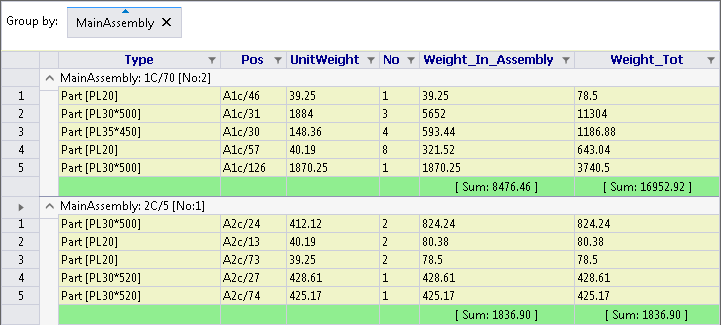 Group by: MainAssembly ✕
Type Pos UnitWeight No Weight_In_Assembly Weight_Tot
MainAssembly: 1C/70 [No:2]
1 Part [PL20] A1c/46 39.25 1 39.25 78.5
2 Part [PL30*500] A1c/31 1884 3 5652 11304
3 Part [PL35*450] A1c/30 148.36 4 593.44 1186.88
4 Part [PL20] A1c/57 40.19 8 321.52 643.04
5 Part [PL30*500] A1c/126 1870.25 1 1870.25 3740.5
[ Sum: 8476.46 ] [ Sum: 16952.92 ]
MainAssembly: 2C/5 [No:1]
1 Part [PL30*500] A2c/24 412.12 2 824.24 824.24
2 Part [PL20] A2c/13 40.19 2 80.38 80.38
3 Part [PL20] A2c/73 39.25 2 78.5 78.5
4 Part [PL30*520] A2c/27 428.61 1 428.61 428.61
5 Part [PL30*520] A2c/74 425.17 1 425.17 425.17
[ Sum: 1836.90 ] [ Sum: 1836.90 ]